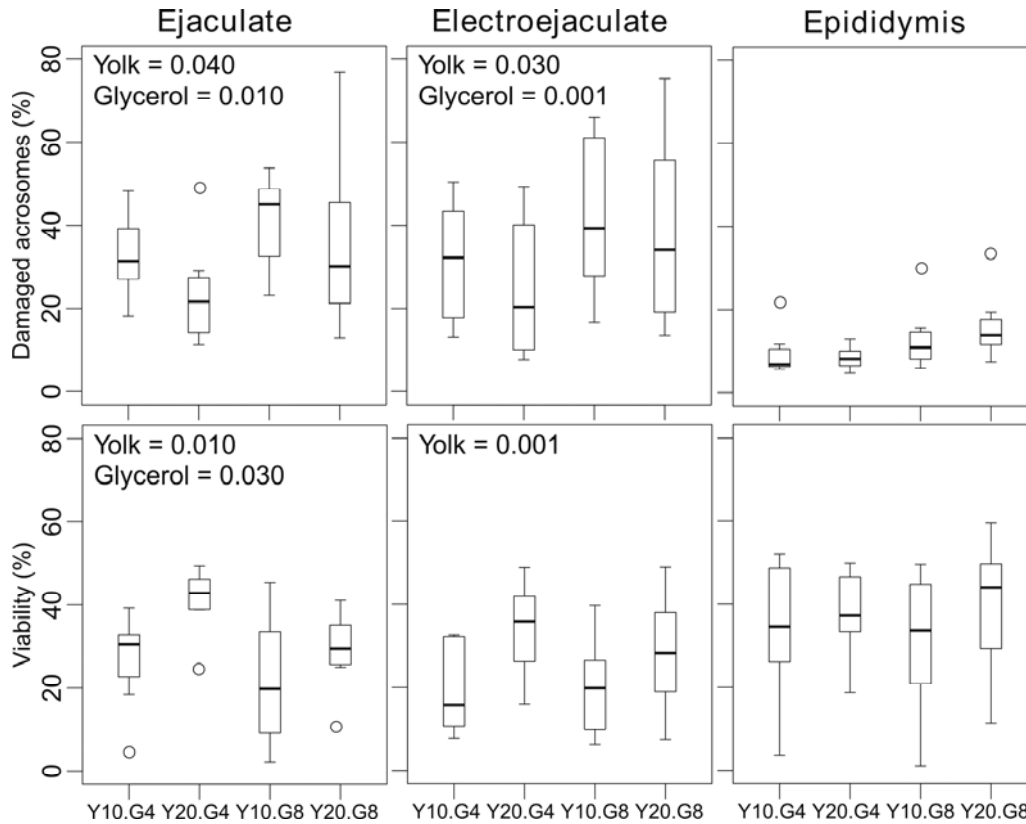 Ejaculate
Electroejaculate
Epididymis
Damaged acrosomes (%)
80
60
40
20
0
Yolk = 0.040
Glycerol = 0.010
Yolk = 0.030
Glycerol = 0.001
Viability (%)
80
60
40
20
0
Yolk = 0.010
Glycerol = 0.030
Yolk = 0.001
Y10.G4 Y20.G4 Y10.G8 Y20.G8
Y10.G4 Y20.G4 Y10.G8 Y20.G8
Y10.G4 Y20.G4 Y10.G8 Y20.G8